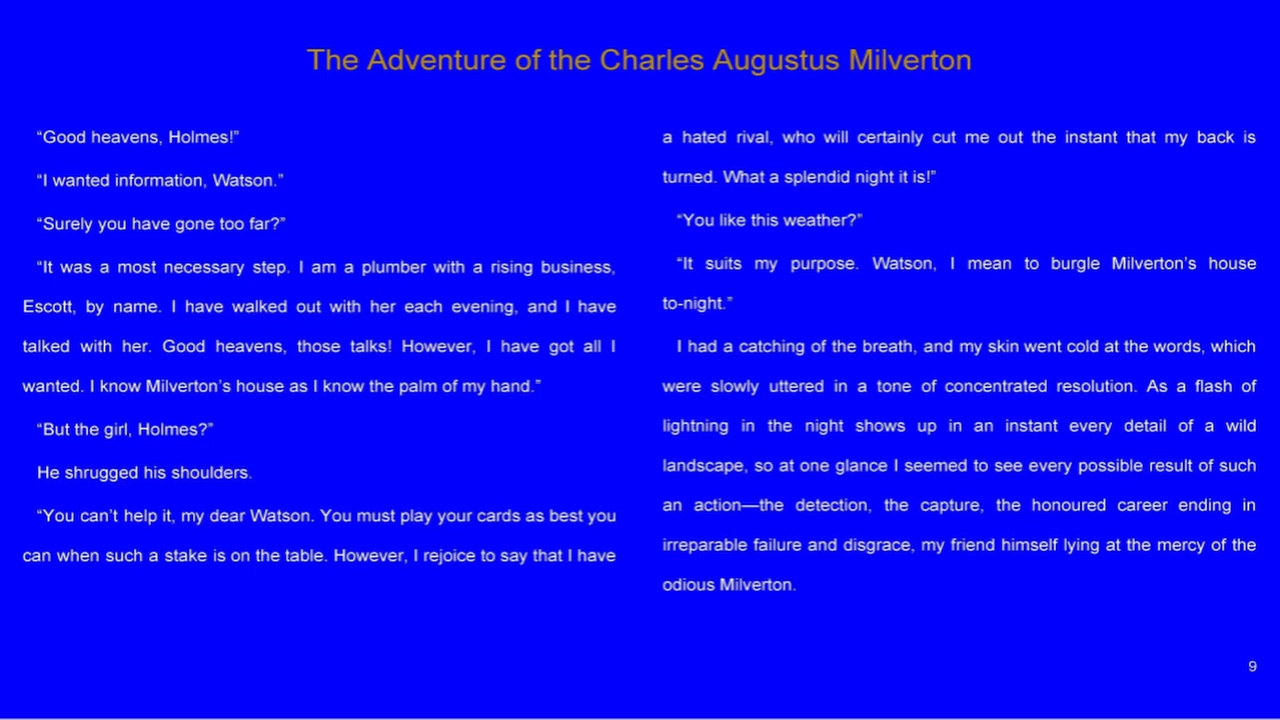 The Adventure of the Charles Augustus Milverton
“Good heavens, Holmes!”
“I wanted information, Watson.”
“Surely you have gone too far?”
“It was a most necessary step. I am a plumber with a rising business,
Escott, by name. I have walked out with her each evening, and I have
talked with her. Good heavens, those talks! However, I have got all I
wanted. I know Milverton’s house as I know the palm of my hand.”
“But the girl, Holmes?”
He shrugged his shoulders.
“You can’t help it, my dear Watson. You must play your cards as best you
can when such a stake is on the table. However, I rejoice to say that I have
a hated rival, who will certainly cut me out the instant that my back is
turned. What a splendid night it is!”
“You like this weather?”
“It suits my purpose. Watson, I mean to burgle Milverton’s house
to-night.”
I had a catching of the breath, and my skin went cold at the words, which
were slowly uttered in a tone of concentrated resolution. As a flash of
lightning in the night shows up in an instant every detail of a wild
landscape, so at one glance I seemed to see every possible result of such
an action—the detection, the capture, the honoured career ending in
irreparable failure and disgrace, my friend himself lying at the mercy of the
odious Milverton.
9